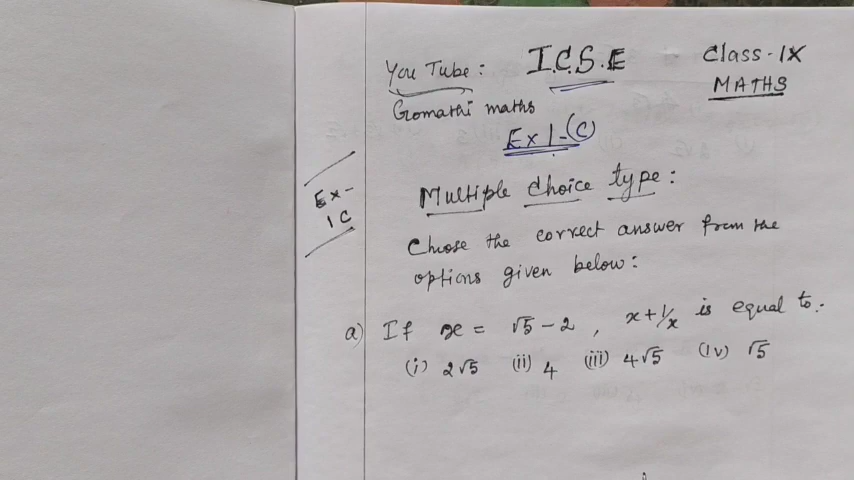 I.C.S.E
Class-IX
You Tube:
MATHS
Gomathi maths
Ex 1-(C)
Ex-
1C
Multiple choice type:
Choose the correct answer from the
options given below:
a) If x = √5 - 2, x + 1/x is equal to:-
(i) 2√5 (ii) 4 (iii) 4√5 (iv) √5